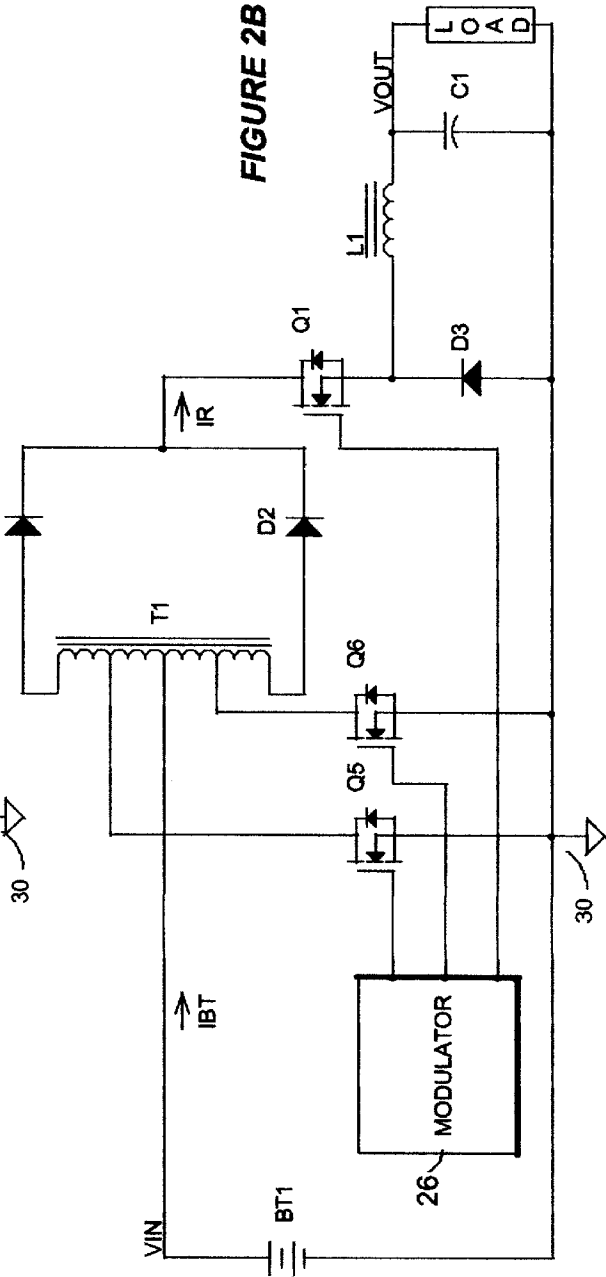 FIGURE 2B
30
T1
D2
IR
Q1
L1
VOUT
LOAD
C1
D3
Q6
Q5
30
VIN
IBT
BT1
MODULATOR
26